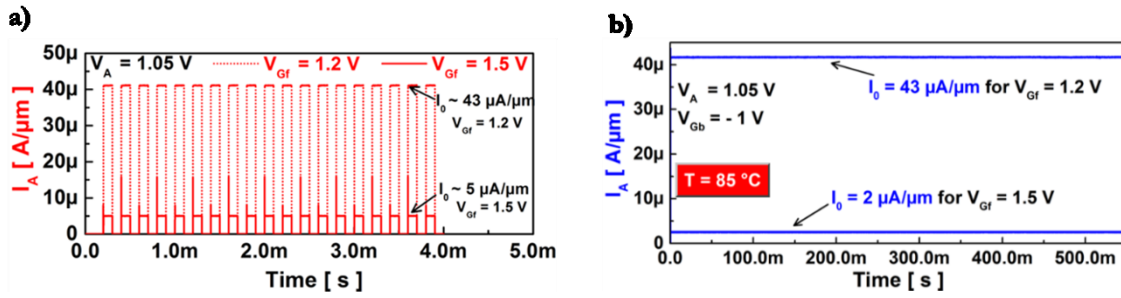 a)
V_A = 1.05 V ······· V_Gf = 1.2 V —— V_Gf = 1.5 V
50µ
40µ
30µ
20µ
10µ
0
I_A [ A/µm ]
I_0 ~ 43 µA/µm
V_Gf = 1.2 V
I_0 ~ 5 µA/µm
V_Gf = 1.5 V
0.0 1.0m 2.0m 3.0m 4.0m 5.0m
Time [ s ]
b)
40µ
30µ
20µ
10µ
0
I_A [ A/µm ]
I_0 = 43 µA/µm for V_Gf = 1.2 V
V_A = 1.05 V
V_Gb = - 1 V
T = 85 °C
I_0 = 2 µA/µm for V_Gf = 1.5 V
0.0 100.0m 200.0m 300.0m 400.0m 500.0m
Time [ s ]